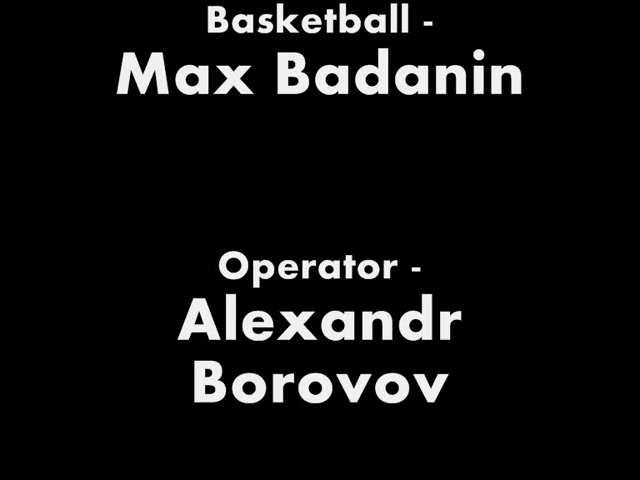 Basketball -
Max Badanin
Operator -
Alexandr
Borovov